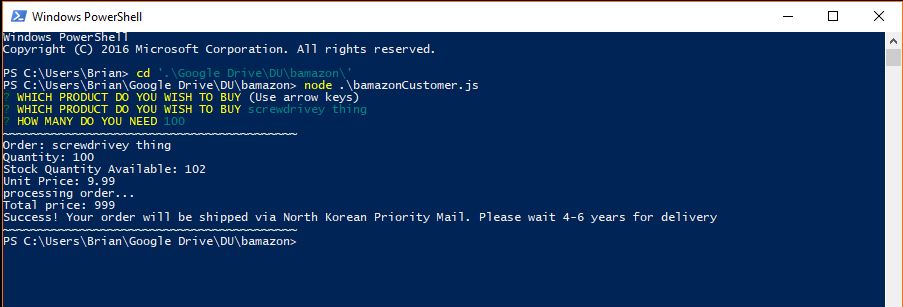 Windows PowerShell
Windows PowerShell
Copyright (C) 2016 Microsoft Corporation. All rights reserved.
PS C:\Users\Brian> cd '.\Google Drive\DU\bamazon\'
PS C:\Users\Brian\Google Drive\DU\bamazon> node .\bamazonCustomer.js
? WHICH PRODUCT DO YOU WISH TO BUY (Use arrow keys)
? WHICH PRODUCT DO YOU WISH TO BUY screwdrivey thing
? HOW MANY DO YOU NEED 100
~~~~~~~~~~~~~~~~~~~~~~~~~~~~~~~~~~~~~~~~~~
Order: screwdrivey thing
Quantity: 100
Stock Quantity Available: 102
Unit Price: 9.99
processing order...
Total price: 999
Success! Your order will be shipped via North Korean Priority Mail. Please wait 4-6 years for delivery
~~~~~~~~~~~~~~~~~~~~~~~~~~~~~~~~~~~~~~~~~~
PS C:\Users\Brian\Google Drive\DU\bamazon>